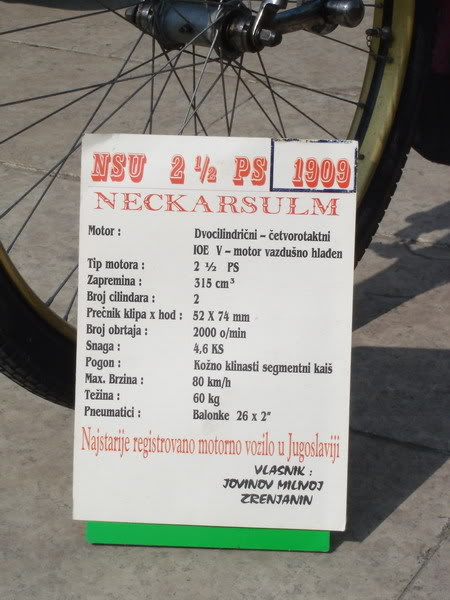 NSU 2 ½ PS 1909
NECKARSULM
Motor : Dvocilindrični – četvorotaktni
IOE V – motor vazdušno hlađen
Tip motora : 2 ½ PS
Zapremina : 315 cm³
Broj cilindara : 2
Prečnik klipa x hod : 52 X 74 mm
Broj obrtaja : 2000 o/min
Snaga : 4,6 KS
Pogon : Kožno klinasti segmentni kaiš
Max. Brzina : 80 km/h
Težina : 60 kg
Pneumatici : Balonke 26 x 2"
Najstarije registrovano motorno vozilo u Jugoslaviji
VLASNIK :
JOVINOV MILIVOJ
ZRENJANIN